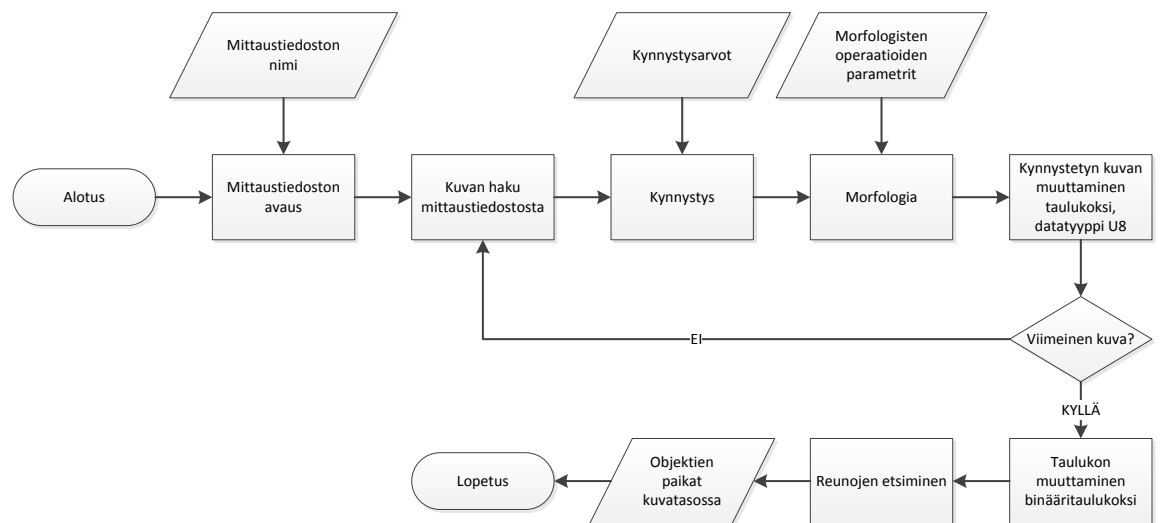 Mittaustiedoston
nimi
Kynnystysarvot
Morfologisten
operaatioiden
parametrit
Alotus
Mittaustiedoston
avaus
Kuvan haku
mittaustiedostosta
Kynnystys
Morfologia
Kynnystetyn kuvan
muuttaminen
taulukoksi,
datatyyppi U8
EI
Viimeinen kuva?
KYLLÄ
Lopetus
Objektien
paikat
kuvatasossa
Reunojen etsiminen
Taulukon
muuttaminen
binääritaulukoksi